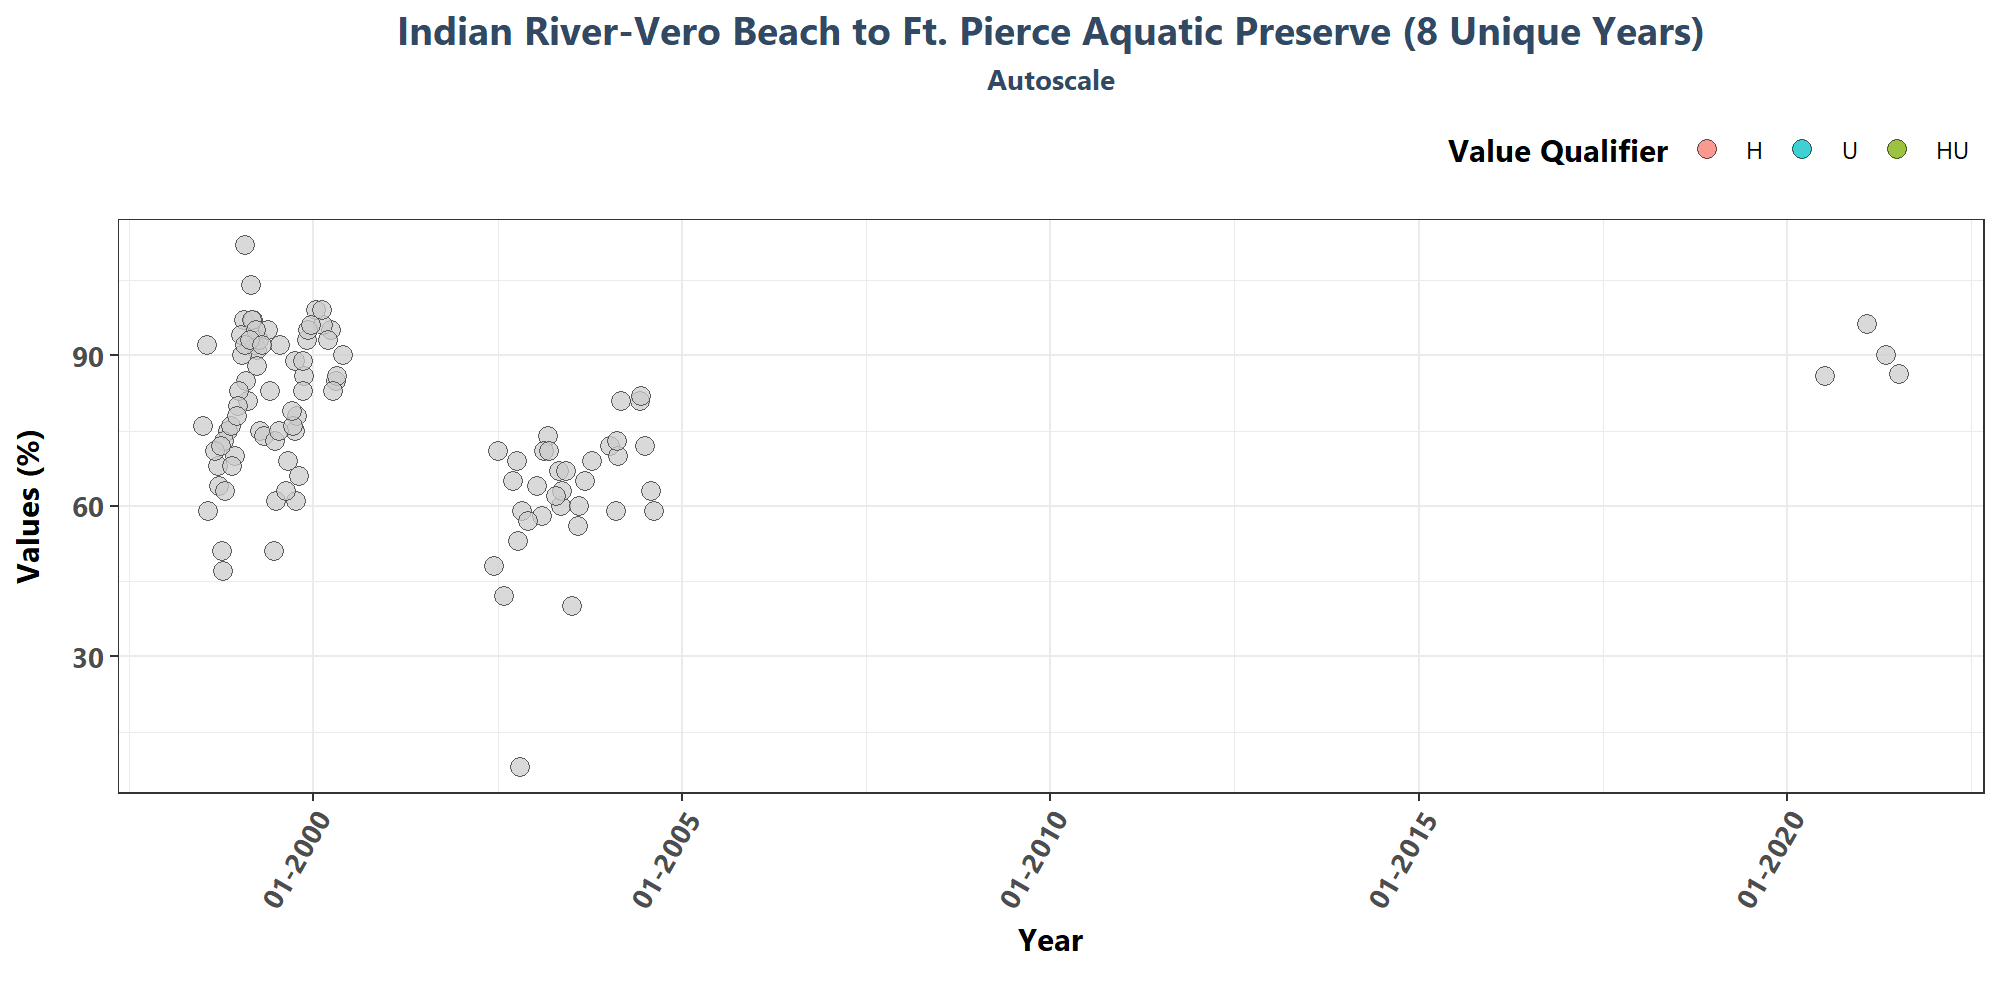 Indian River-Vero Beach to Ft. Pierce Aquatic Preserve (8 Unique Years)
Autoscale
Value Qualifier H U HU
Values (%)
90
60
30
01-2000 01-2005 01-2010 01-2015 01-2020
Year